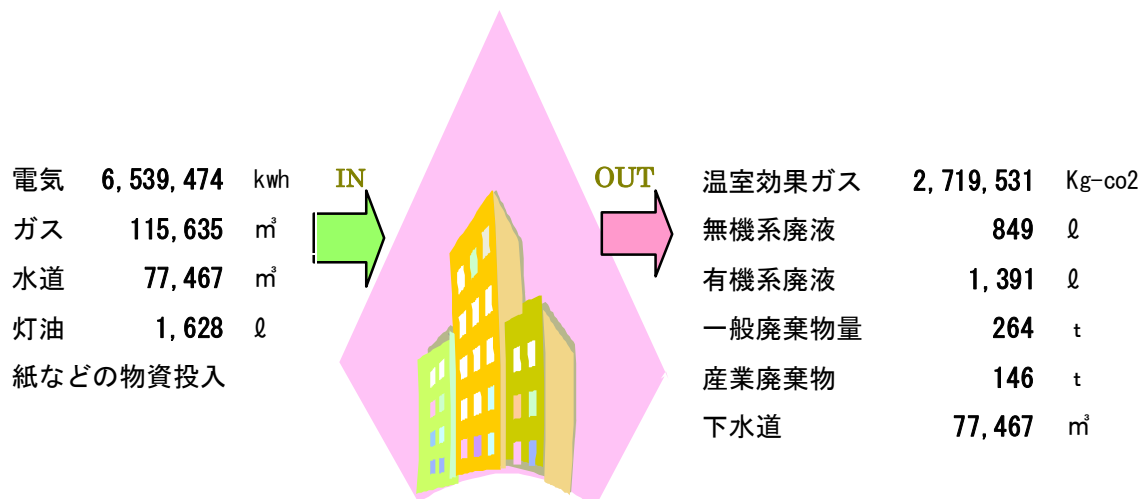 IN
電気 6,539,474 kwh
ガス 115,635 ㎥
水道 77,467 ㎥
灯油 1,628 ℓ
紙などの物資投入
OUT
温室効果ガス 2,719,531 Kg-co2
無機系廃液 849 ℓ
有機系廃液 1,391 ℓ
一般廃棄物量 264 t
産業廃棄物 146 t
下水道 77,467 ㎥